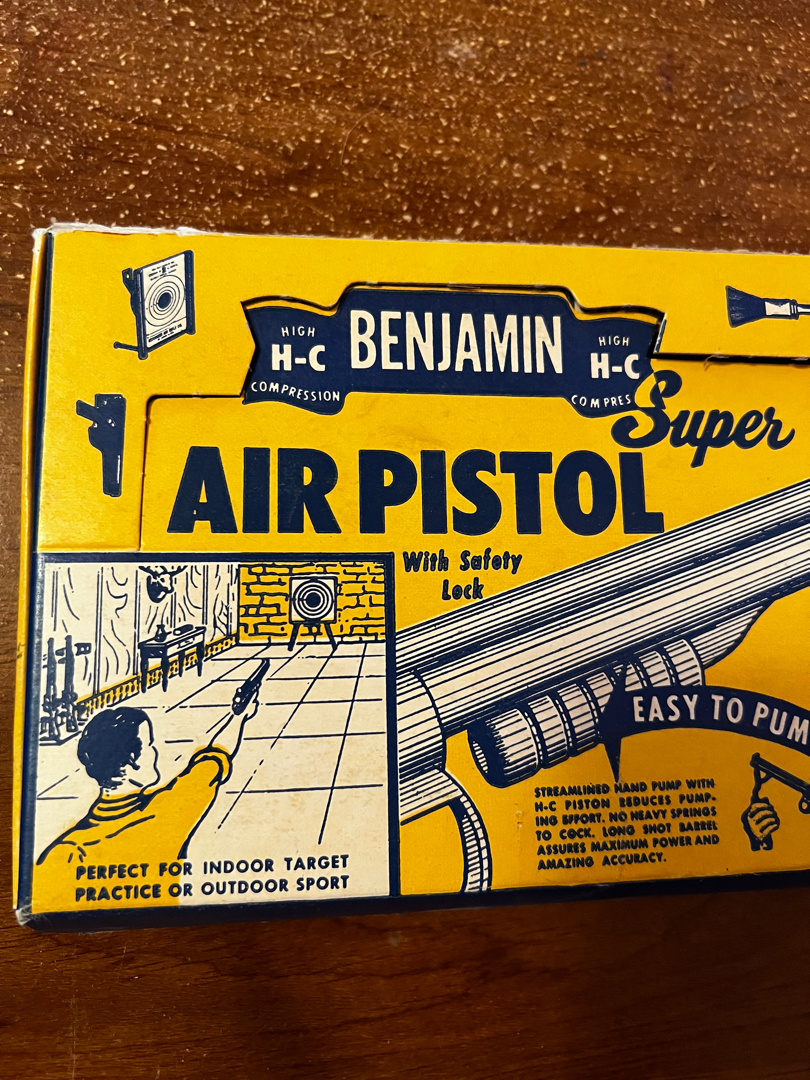 HIGH
H-C
COMPRESSION
BENJAMIN
HIGH
H-C
COMPRES
Super
AIR PISTOL
With Safety
Lock
EASY TO PUM
STREAMLINED HAND PUMP WITH
H-C PISTON REDUCES PUMP-
ING EFFORT. NO HEAVY SPRINGS
TO COCK. LONG SHOT BARREL
ASSURES MAXIMUM POWER AND
AMAZING ACCURACY.
PERFECT FOR INDOOR TARGET
PRACTICE OR OUTDOOR SPORT